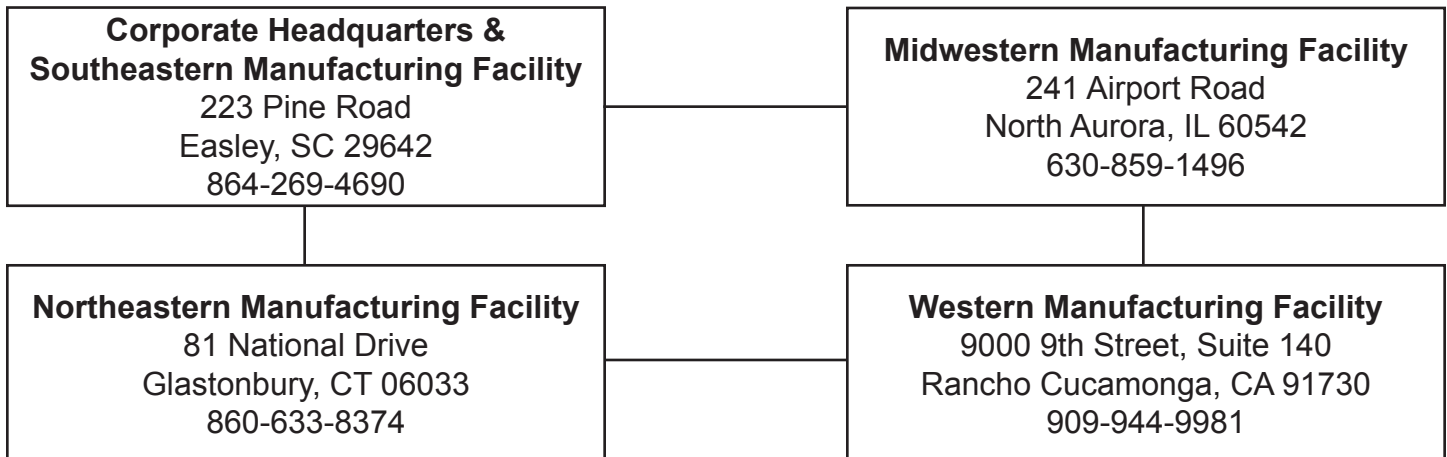 Corporate Headquarters &
Southeastern Manufacturing Facility
223 Pine Road
Easley, SC 29642
864-269-4690
Midwestern Manufacturing Facility
241 Airport Road
North Aurora, IL 60542
630-859-1496
Northeastern Manufacturing Facility
81 National Drive
Glastonbury, CT 06033
860-633-8374
Western Manufacturing Facility
9000 9th Street, Suite 140
Rancho Cucamonga, CA 91730
909-944-9981